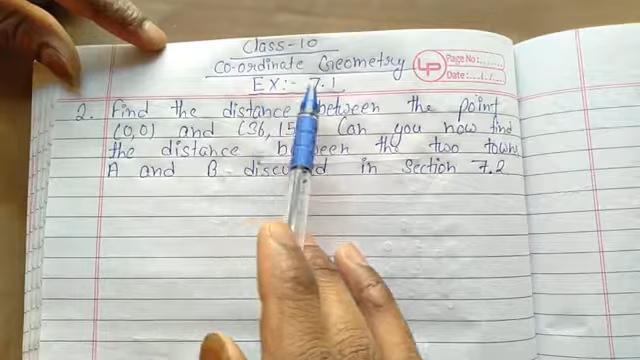 Class-10
Co-ordinate Geometry
EX:- 7.1
LP
Page No:......
Date:..../..../....
2. Find the distance between the point
(0,0) and (36,15 Can you now find
the distance between the two towns
A and B discussed in Section 7.2